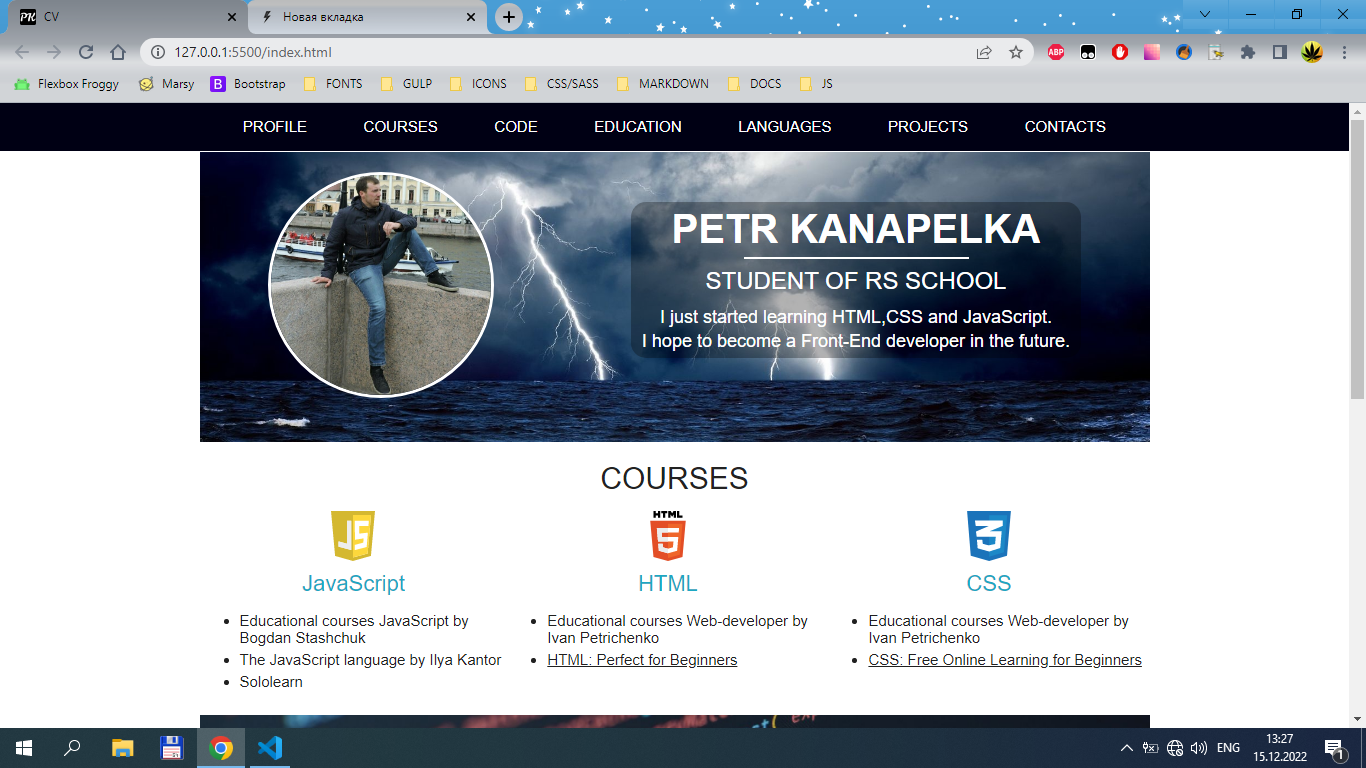 PK CV
Новая вкладка
127.0.0.1:5500/index.html
ABP
Flexbox Froggy Marsy B Bootstrap FONTS GULP ICONS CSS/SASS MARKDOWN DOCS JS
PROFILE COURSES CODE EDUCATION LANGUAGES PROJECTS CONTACTS
PETR KANAPELKA
STUDENT OF RS SCHOOL
I just started learning HTML,CSS and JavaScript.
I hope to become a Front-End developer in the future.
COURSES
JS
HTML
5
3
JavaScript
HTML
CSS
Educational courses JavaScript by
Bogdan Stashchuk
The JavaScript language by Ilya Kantor
Sololearn
Educational courses Web-developer by
Ivan Petrichenko
HTML: Perfect for Beginners
Educational courses Web-developer by
Ivan Petrichenko
CSS: Free Online Learning for Beginners
ENG
13:27
15.12.2022
1